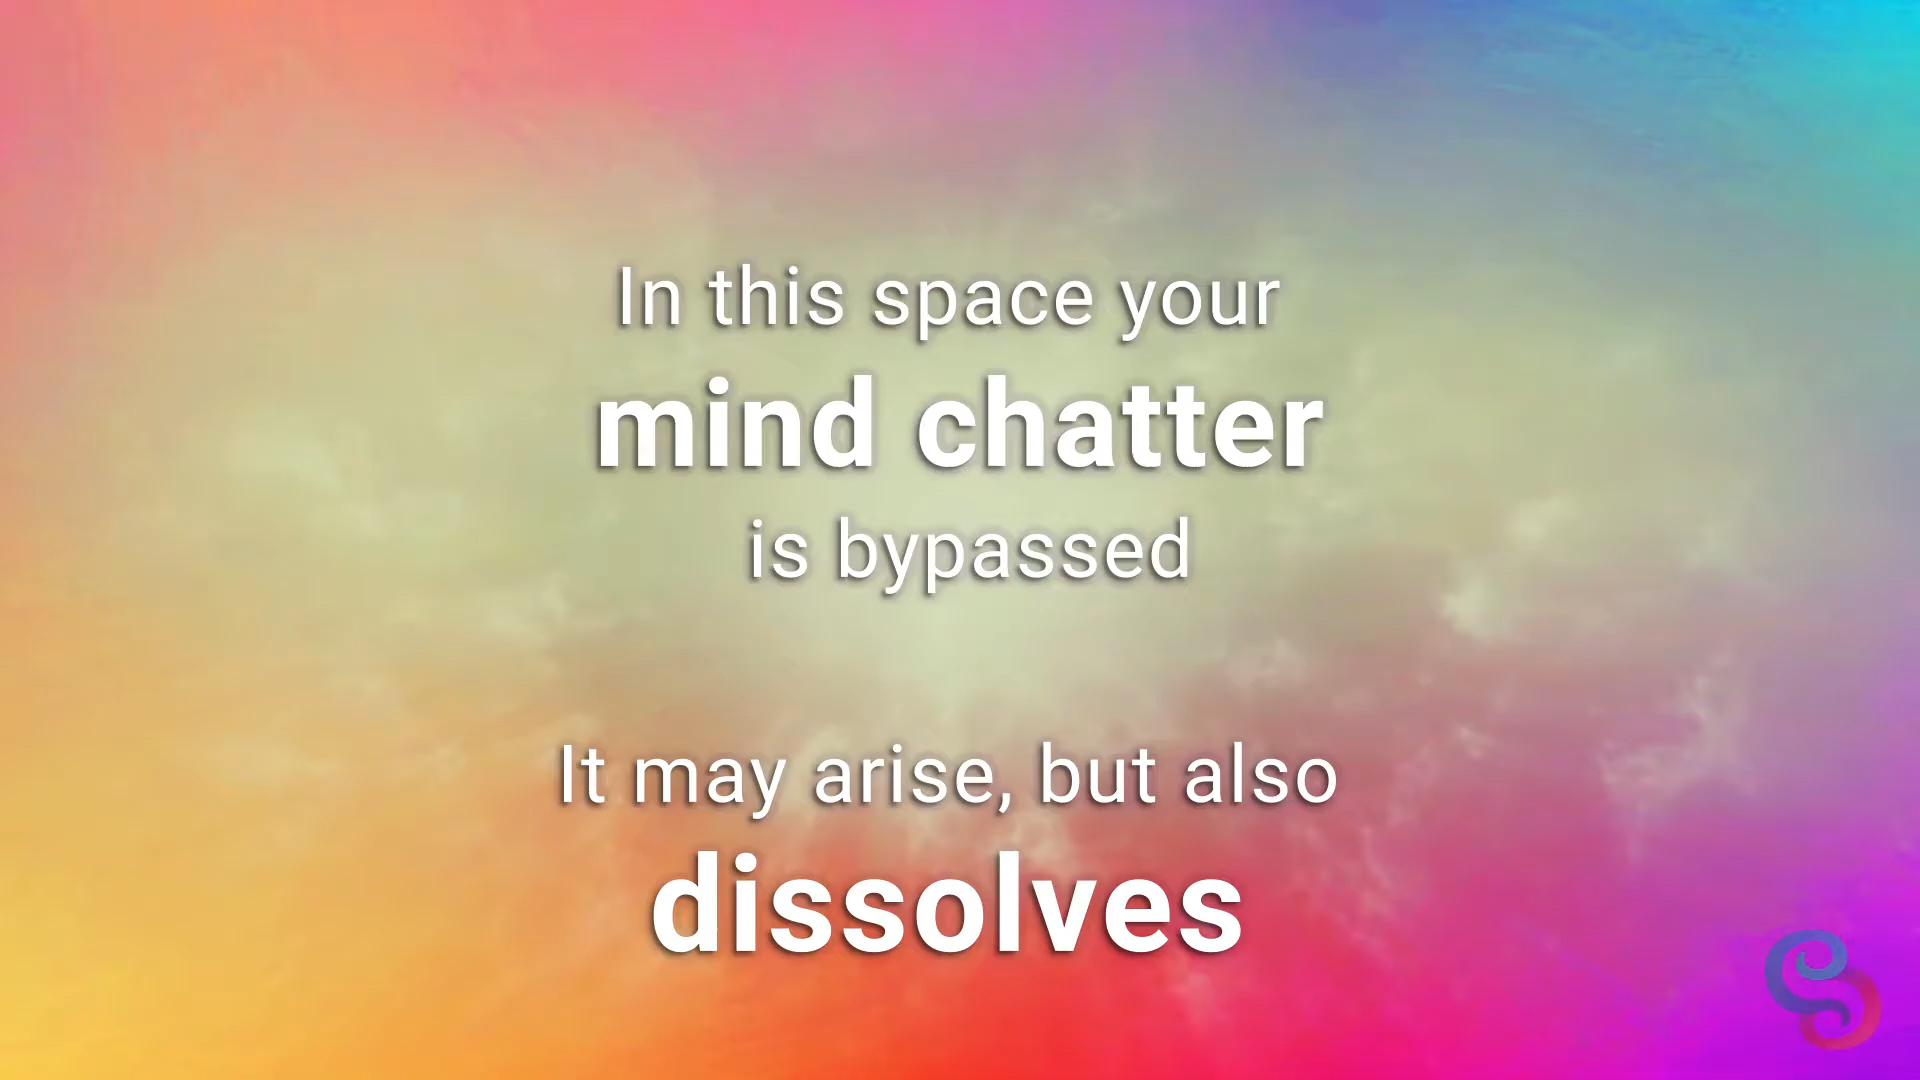 In this space your
mind chatter
is bypassed
It may arise, but also
dissolves